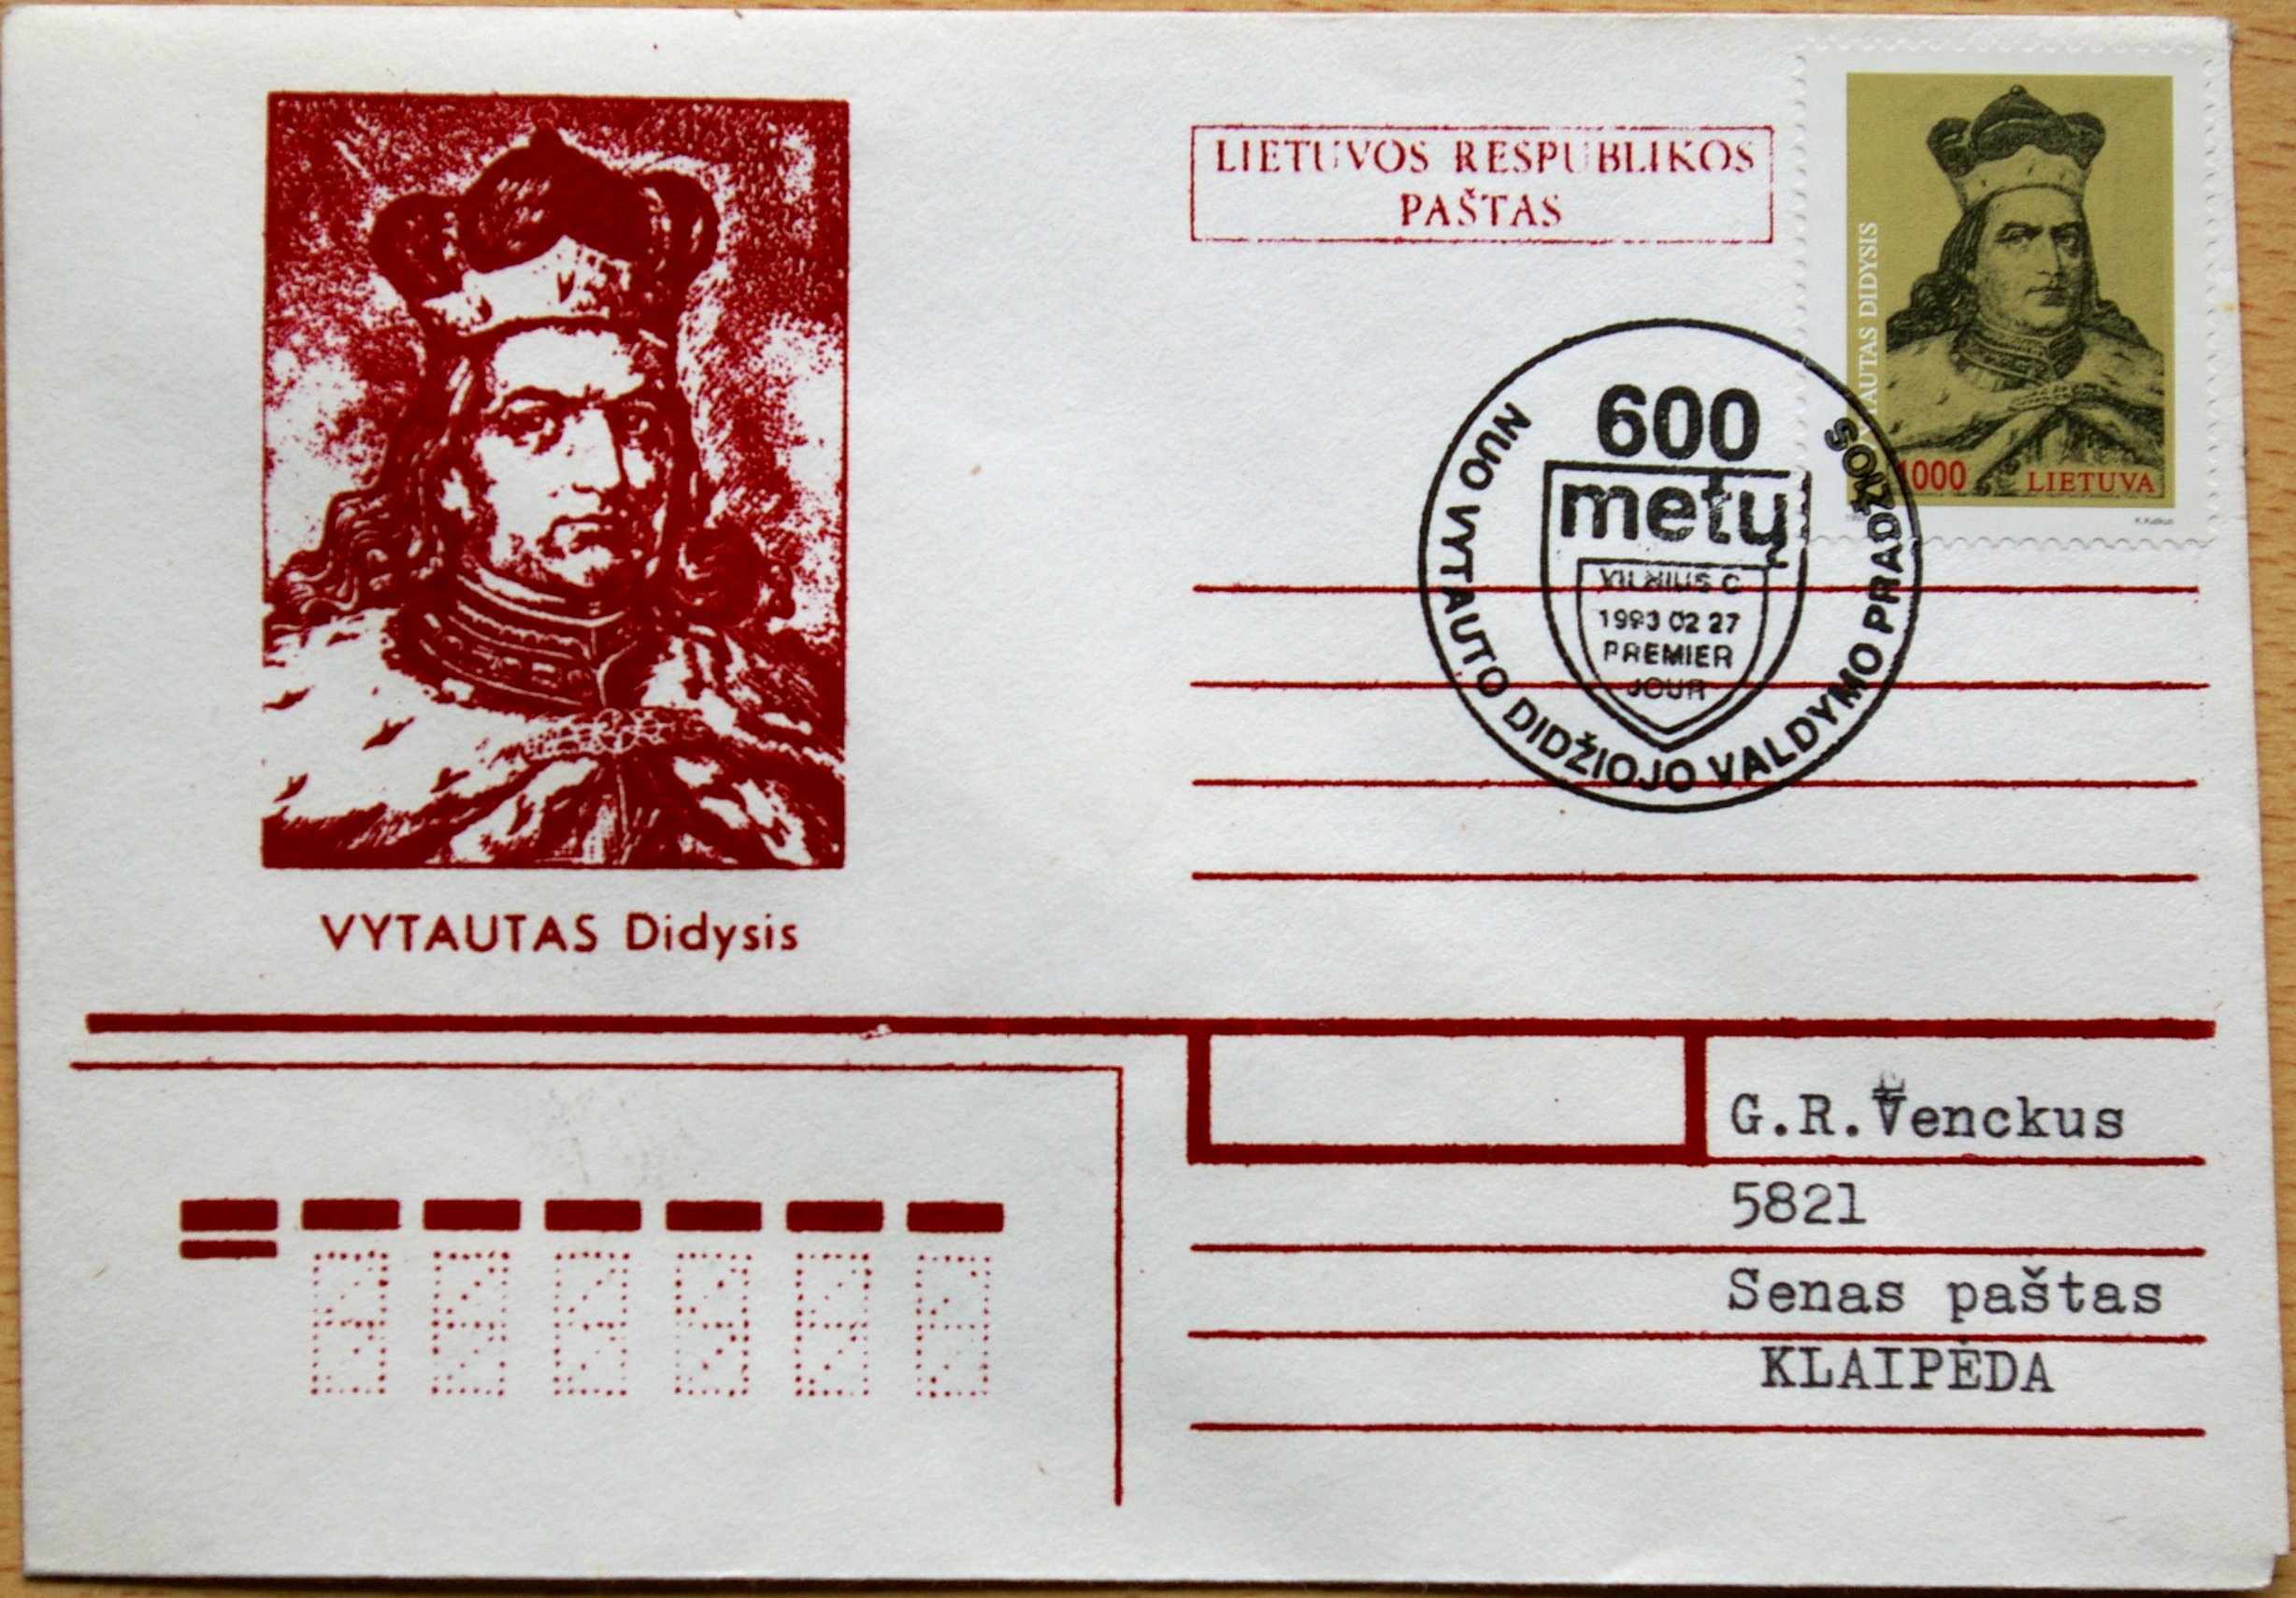 LIETUVOS RESPUBLIKOS
PAŠTAS
VYTAUTAS DIDYSIS
1000 LIETUVA
K.Katkus
600
metų
VILNIUS C
1993 02 27
PREMIER
JOUR
NUO VYTAUTO DIDŽIOJO VALDYMO PRADŽIOS
VYTAUTAS Didysis
G.R.Venckus
5821
Senas paštas
KLAIPĖDA